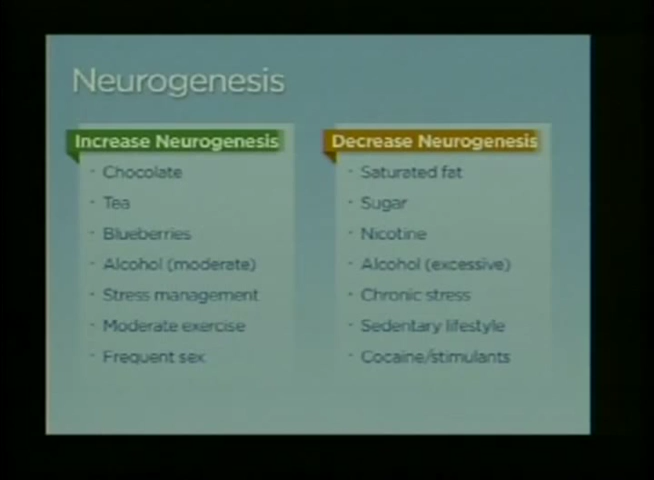 Neurogenesis
Increase Neurogenesis
· Chocolate
· Tea
· Blueberries
· Alcohol (moderate)
· Stress management
· Moderate exercise
· Frequent sex
Decrease Neurogenesis
· Saturated fat
· Sugar
· Nicotine
· Alcohol (excessive)
· Chronic stress
· Sedentary lifestyle
· Cocaine/stimulants